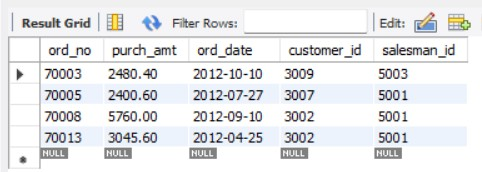 Result Grid Filter Rows: Edit:
ord_no purch_amt ord_date customer_id salesman_id
70003 2480.40 2012-10-10 3009 5003
70005 2400.60 2012-07-27 3007 5001
70008 5760.00 2012-09-10 3002 5001
70013 3045.60 2012-04-25 3002 5001
NULL NULL NULL NULL NULL